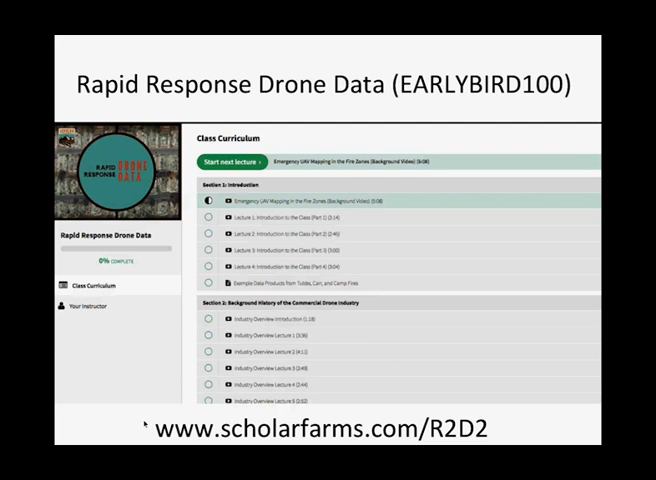 Rapid Response Drone Data (EARLYBIRD100)
RAPID RESPONSE DRONE DATA
Class Curriculum
Start next lecture › Emergency UAV Mapping in the Fire Zones (Background Video) (5:08)
Section 1: Introduction
Emergency UAV Mapping in the Fire Zones (Background Video) (5:08)
Rapid Response Drone Data
Lecture 1: Introduction to the Class (Part 1) (3:14)
Lecture 2: Introduction to the Class (Part 2) (2:46)
0% COMPLETE
Lecture 3: Introduction to the Class (Part 3) (3:00)
Lecture 4: Introduction to the Class (Part 4) (3:04)
Class Curriculum
Example Data Products from Tubbs, Carr, and Camp Fires
Your Instructor
Section 2: Background History of the Commercial Drone Industry
Industry Overview Introduction (1:18)
Industry Overview Lecture 1 (3:36)
Industry Overview Lecture 2 (4:11)
Industry Overview Lecture 3 (2:49)
Industry Overview Lecture 4 (2:44)
Industry Overview Lecture 5 (2:52)
www.scholarfarms.com/R2D2